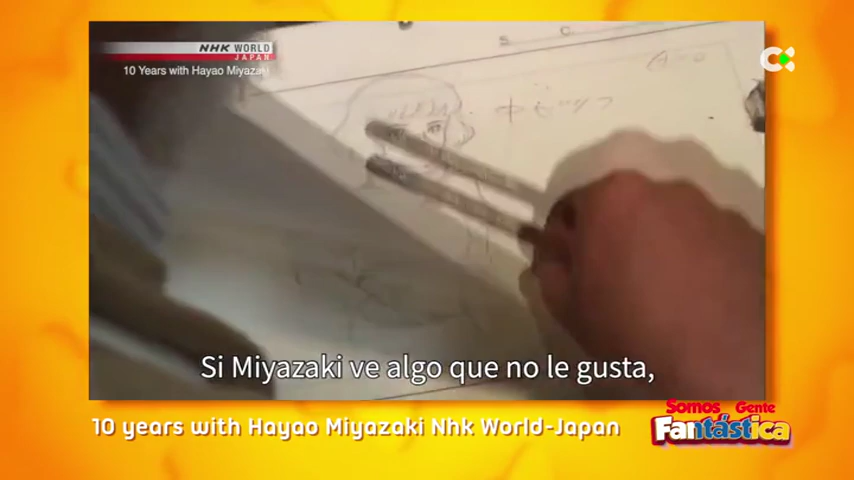 NHK WORLD
JAPAN
10 Years with Hayao Miyazaki
Si Miyazaki ve algo que no le gusta,
10 years with Hayao Miyazaki Nhk World-Japan
Somos Gente
Fantástica